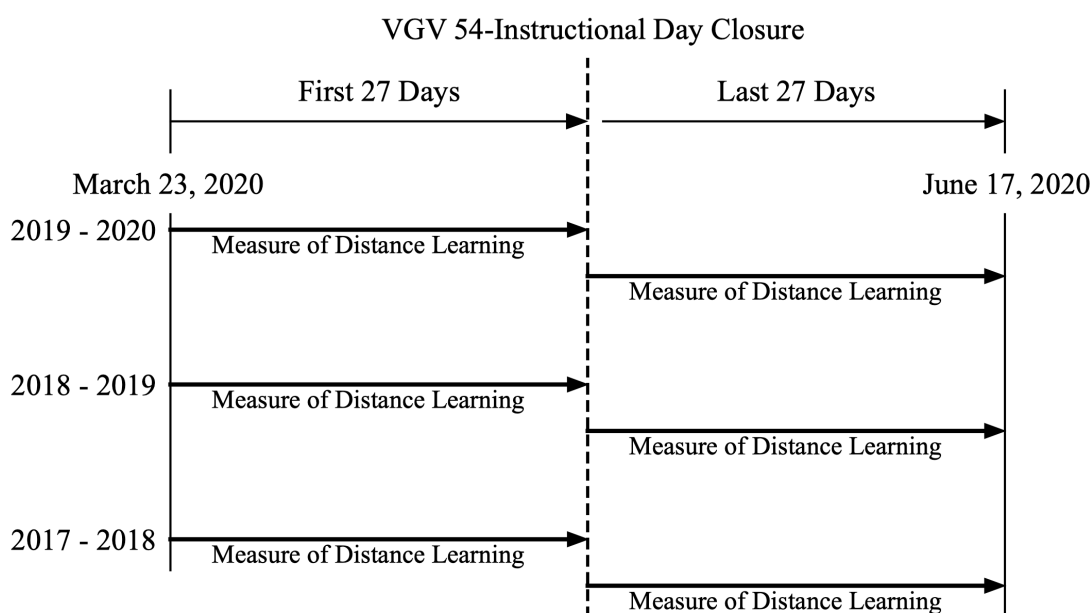 VGV 54-Instructional Day Closure
First 27 Days
Last 27 Days
March 23, 2020
June 17, 2020
2019 - 2020
Measure of Distance Learning
Measure of Distance Learning
2018 - 2019
Measure of Distance Learning
Measure of Distance Learning
2017 - 2018
Measure of Distance Learning
Measure of Distance Learning